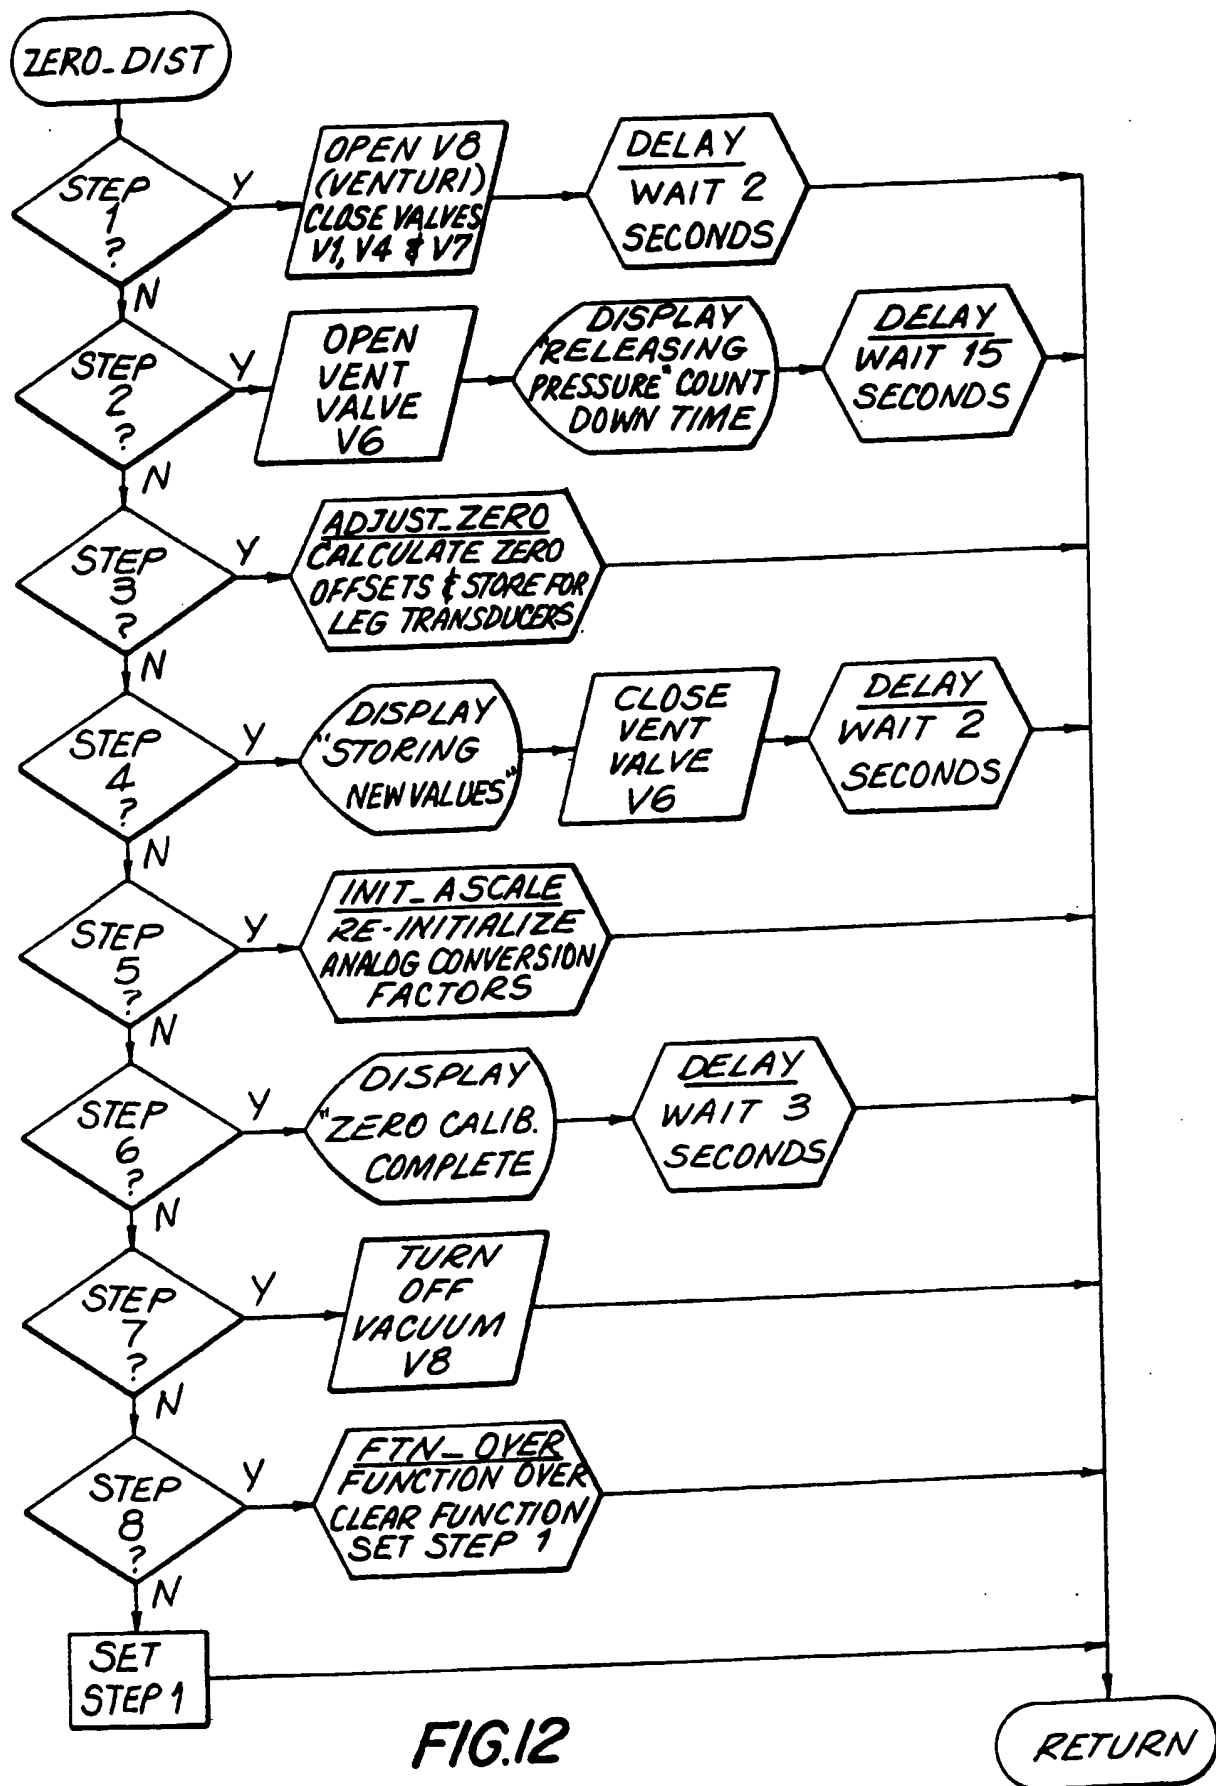 ZERO_DIST
STEP
1
?
Y
OPEN V8
(VENTURI)
CLOSE VALVES
V1, V4 & V7
DELAY
WAIT 2
SECONDS
N
STEP
2
?
Y
OPEN
VENT
VALVE
V6
DISPLAY
"RELEASING
PRESSURE" COUNT
DOWN TIME
DELAY
WAIT 15
SECONDS
N
STEP
3
?
Y
ADJUST_ZERO
CALCULATE ZERO
OFFSETS & STORE FOR
LEG TRANSDUCERS
N
STEP
4
?
Y
DISPLAY
"STORING
NEW VALUES"
CLOSE
VENT
VALVE
V6
DELAY
WAIT 2
SECONDS
N
STEP
5
?
Y
INIT_ASCALE
RE-INITIALIZE
ANALOG CONVERSION
FACTORS
N
STEP
6
?
Y
DISPLAY
"ZERO CALIB.
COMPLETE
DELAY
WAIT 3
SECONDS
N
STEP
7
?
Y
TURN
OFF
VACUUM
V8
N
STEP
8
?
Y
FTN_OVER
FUNCTION OVER
CLEAR FUNCTION
SET STEP 1
N
SET
STEP 1
RETURN
FIG.12